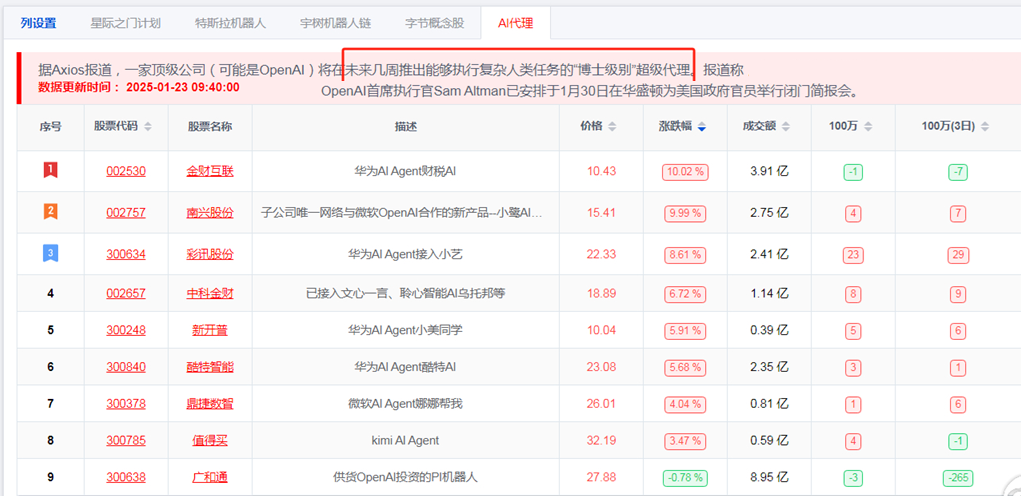 列设置 星际之门计划 特斯拉机器人 宇树机器人链 字节概念股 AI代理
据Axios报道，一家顶级公司（可能是OpenAI）将在未来几周推出能够执行复杂人类任务的“博士级别”超级代理。报道称
数据更新时间： 2025-01-23 09:40:00 OpenAI首席执行官Sam Altman已安排于1月30日在华盛顿为美国政府官员举行闭门简报会。
序号 股票代码 股票名称 描述 价格 涨跌幅 成交额 100万 100万(3日)
1 002530 金财互联 华为AI Agent财税AI 10.43 10.02 % 3.91 亿 -1 -7
2 002757 南兴股份 子公司唯一网络与微软OpenAI合作的新产品--小鹭AI… 15.41 9.99 % 2.75 亿 4 7
3 300634 彩讯股份 华为AI Agent接入小艺 22.33 8.61 % 2.41 亿 23 29
4 002657 中科金财 已接入文心一言、聆心智能AI乌托邦等 18.89 6.72 % 1.14 亿 8 9
5 300248 新开普 华为AI Agent小美同学 10.04 5.91 % 0.39 亿 5 6
6 300840 酷特智能 华为AI Agent酷特AI 23.08 5.68 % 2.35 亿 3 1
7 300378 鼎捷数智 微软AI Agent娜娜帮我 26.01 4.04 % 0.81 亿 1 6
8 300785 值得买 kimi AI Agent 32.19 3.47 % 0.59 亿 4 -1
9 300638 广和通 供货OpenAI投资的PI机器人 27.88 -0.78 % 8.95 亿 -3 -265